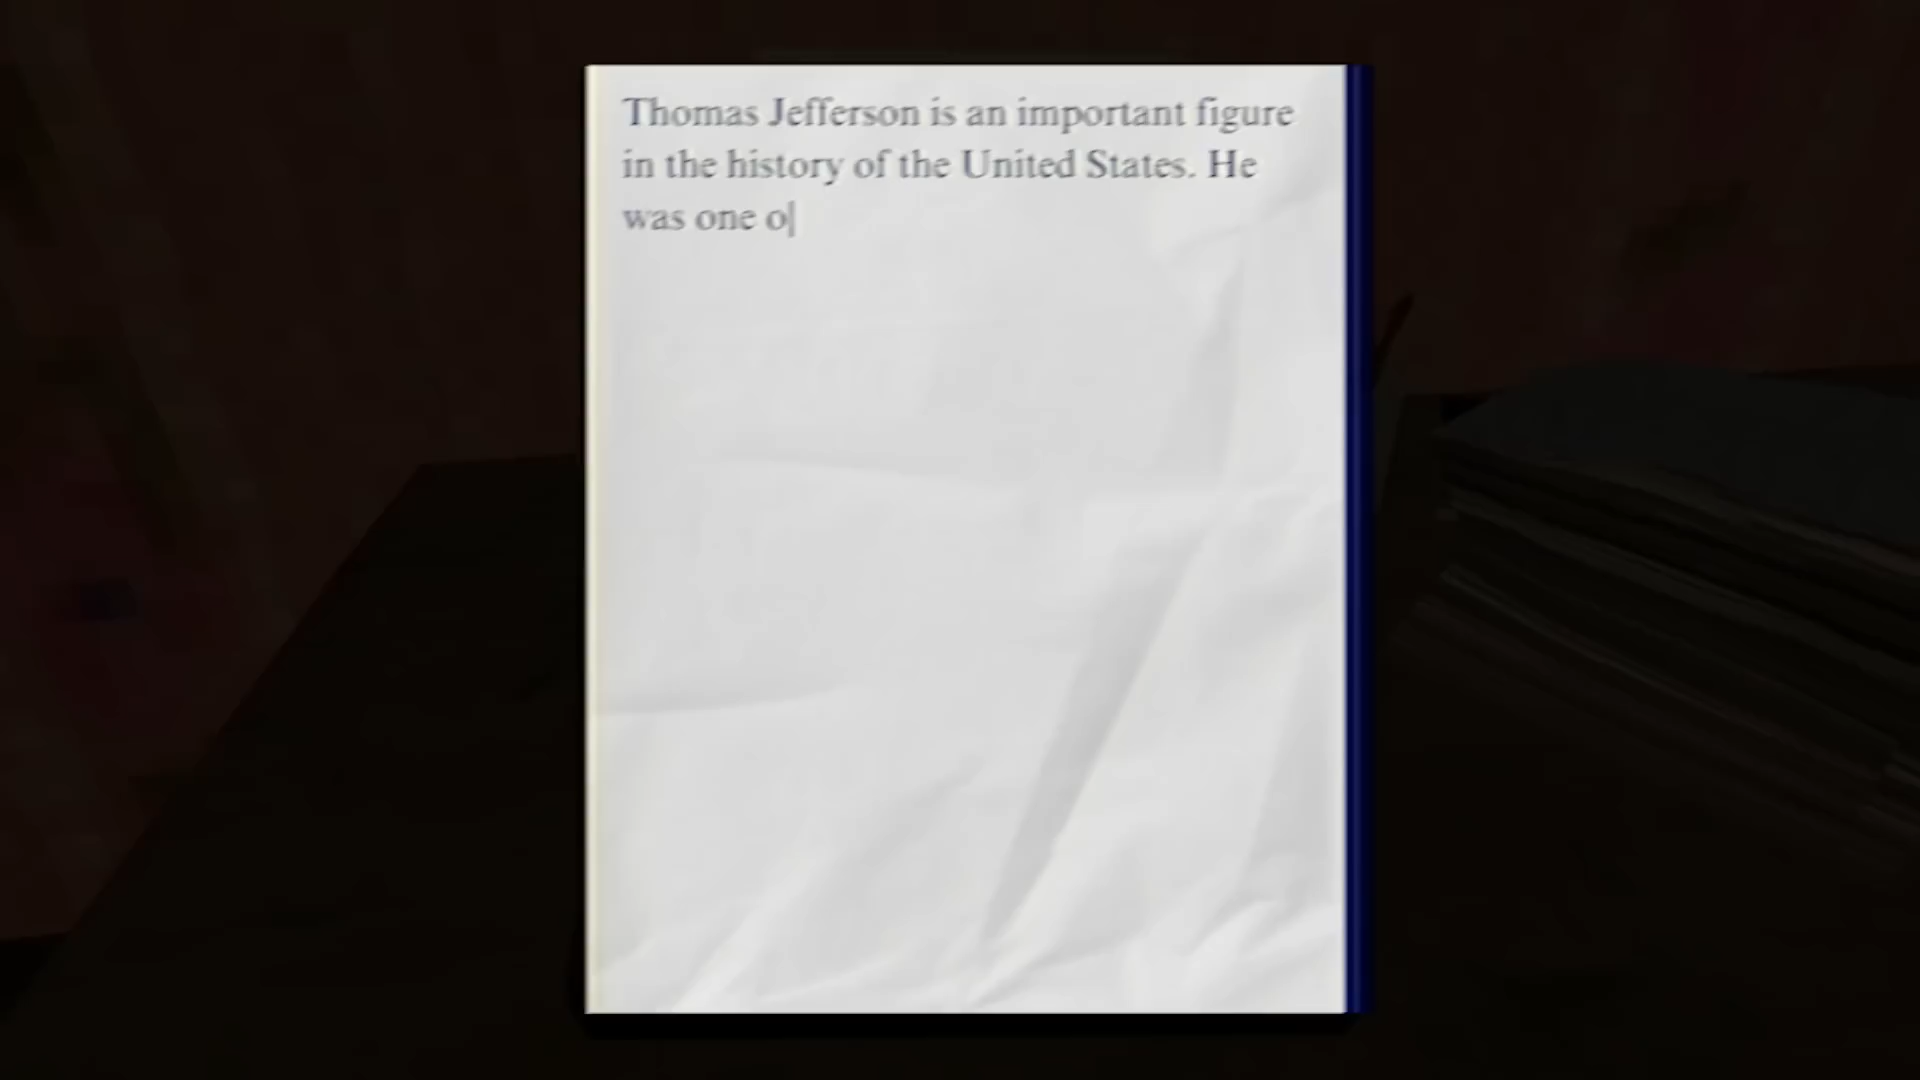 Thomas Jefferson is an important figure
in the history of the United States. He
was one o